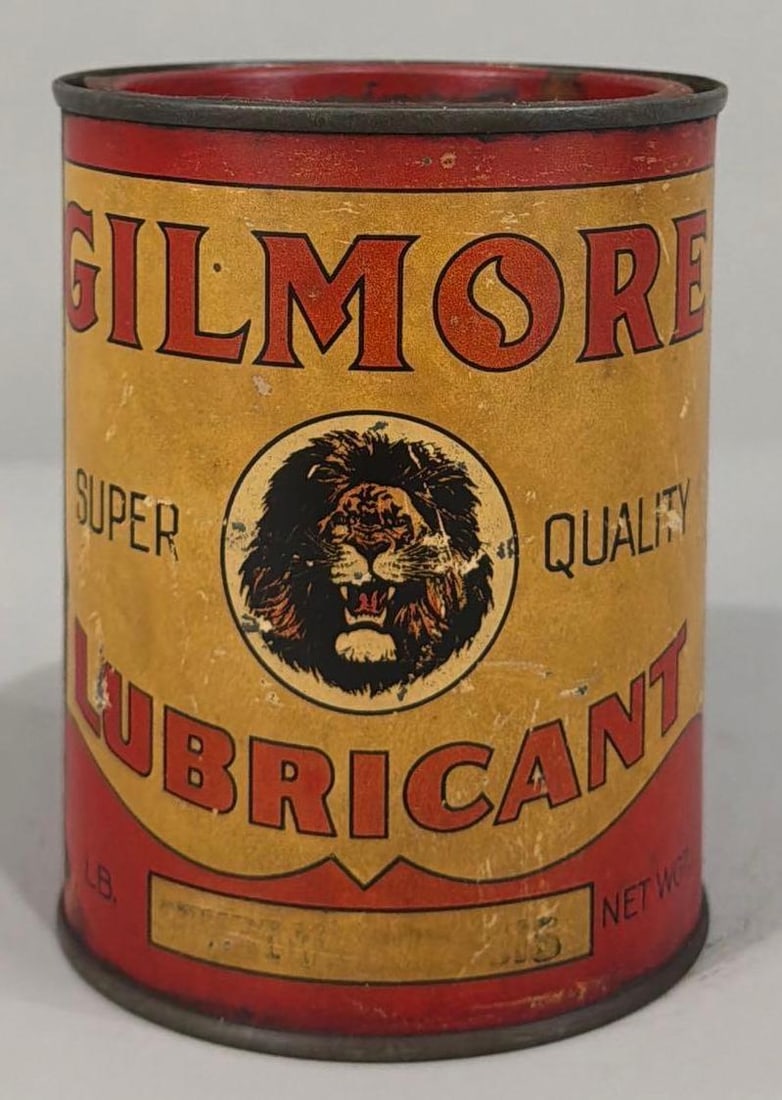 GILMORE
SUPER QUALITY
LUBRICANT
LB. NET WGT.